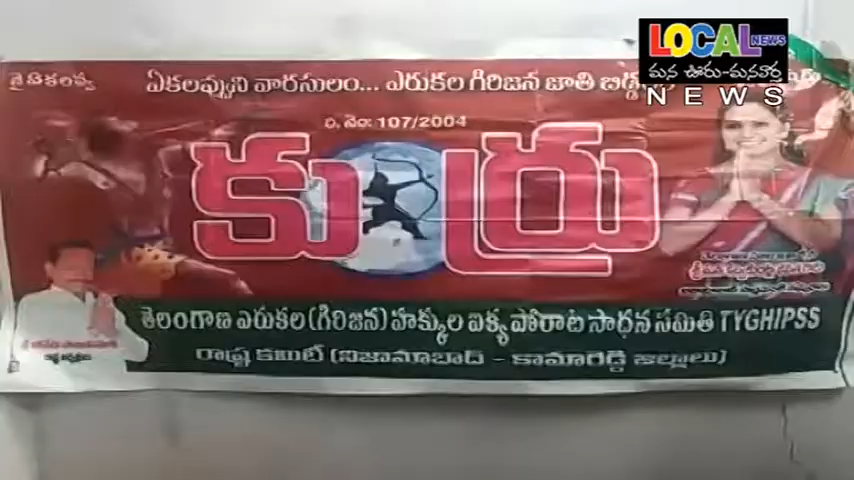 LOCAL NEWS
మన ఊరు-మనవార్త
NEWS
జై ఏకలవ్య
ఏకలవ్యుని వారసులం... ఎరుకల గిరిజన జాతి
ర. నెం: 107/2004
కుర్రు
తెలంగాణ ఎరుకల (గిరిజన) హక్కుల ఐక్య పోరాట సాధన సమితి TYGHIPSS
రాష్ట్ర కమిటీ (నిజామాబాద్ - కామారెడ్డి జిల్లాలు)